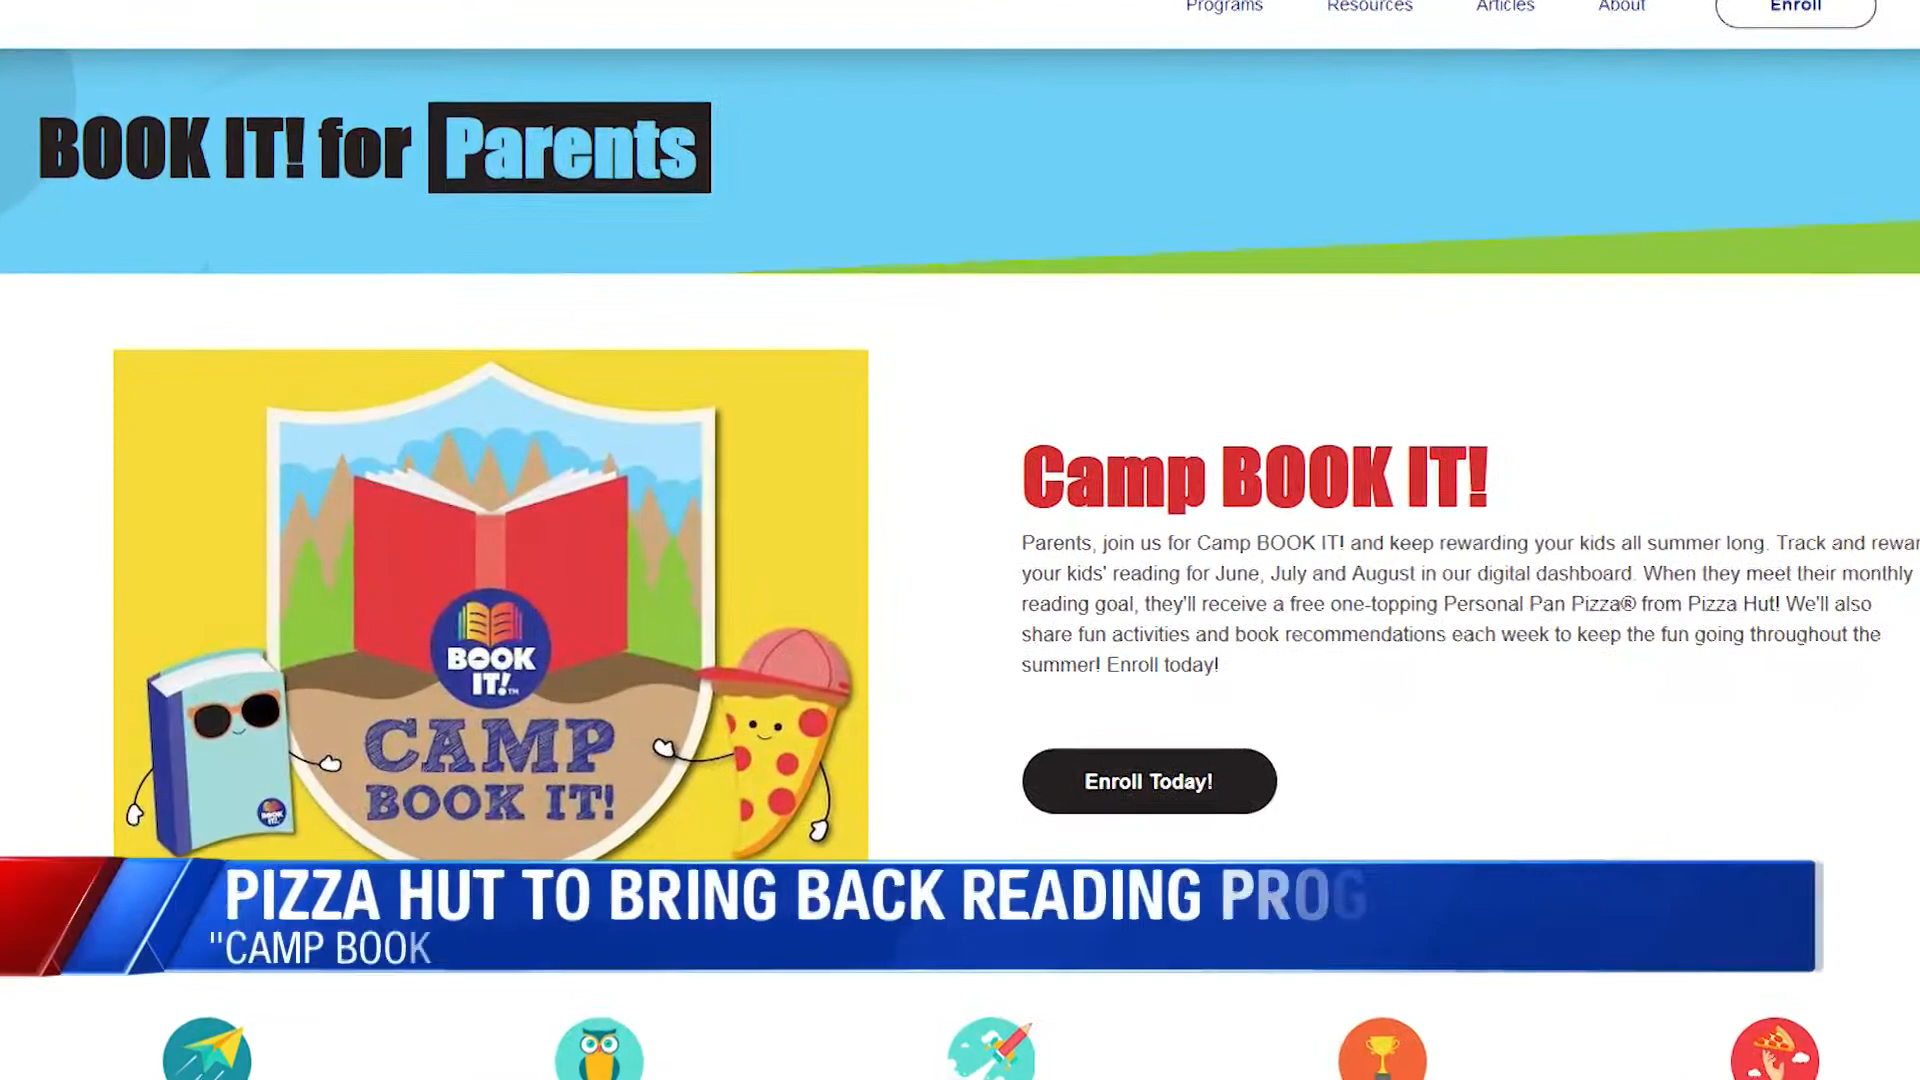 Programs Resources Articles About Enroll
BOOK IT! for Parents
BOOK
IT!™
CAMP
BOOK IT!
BOOK
IT!
Camp BOOK IT!
Parents, join us for Camp BOOK IT! and keep rewarding your kids all summer long. Track and rewar
your kids' reading for June, July and August in our digital dashboard. When they meet their monthly
reading goal, they'll receive a free one-topping Personal Pan Pizza® from Pizza Hut! We'll also
share fun activities and book recommendations each week to keep the fun going throughout the
summer! Enroll today!
Enroll Today!
PIZZA HUT TO BRING BACK READING PROG
"CAMP BOOK